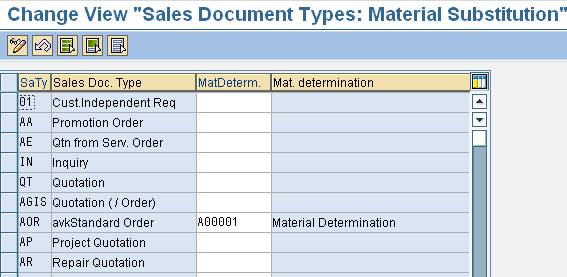 Change View "Sales Document Types: Material Substitution"
SaTy Sales Doc. Type MatDeterm. Mat. determination
01 Cust.Independent Req
AA Promotion Order
AE Qtn from Serv. Order
IN Inquiry
QT Quotation
AGIS Quotation ( / Order)
AOR avkStandard Order A00001 Material Determination
AP Project Quotation
AR Repair Quotation